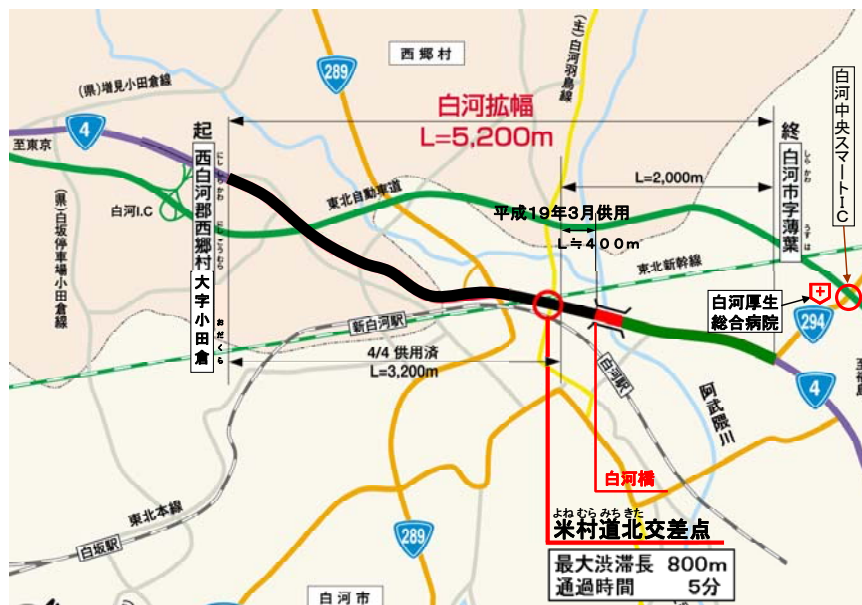 西郷村
289
(主)白河羽鳥線
(県)増見小田倉線
4
至東京
起
西白河郡西郷村
にししらかわ
にしごうむら
大字小田倉
おだくら
白河拡幅
L=5,200m
終
白河市字薄葉
しらかわ
うすは
白河中央スマートIC
L=2,000m
平成19年3月供用
L≒400m
白河I.C
東北自動車道
(県)白坂停車場小田倉線
東北新幹線
新白河駅
4/4 供用済
L=3,200m
白河厚生
総合病院
294
4
白河駅
阿武隈川
白河橋
よねむらみちきた
米村道北交差点
最大渋滞長 800m
通過時間 5分
東北本線
白坂駅
289
白河市